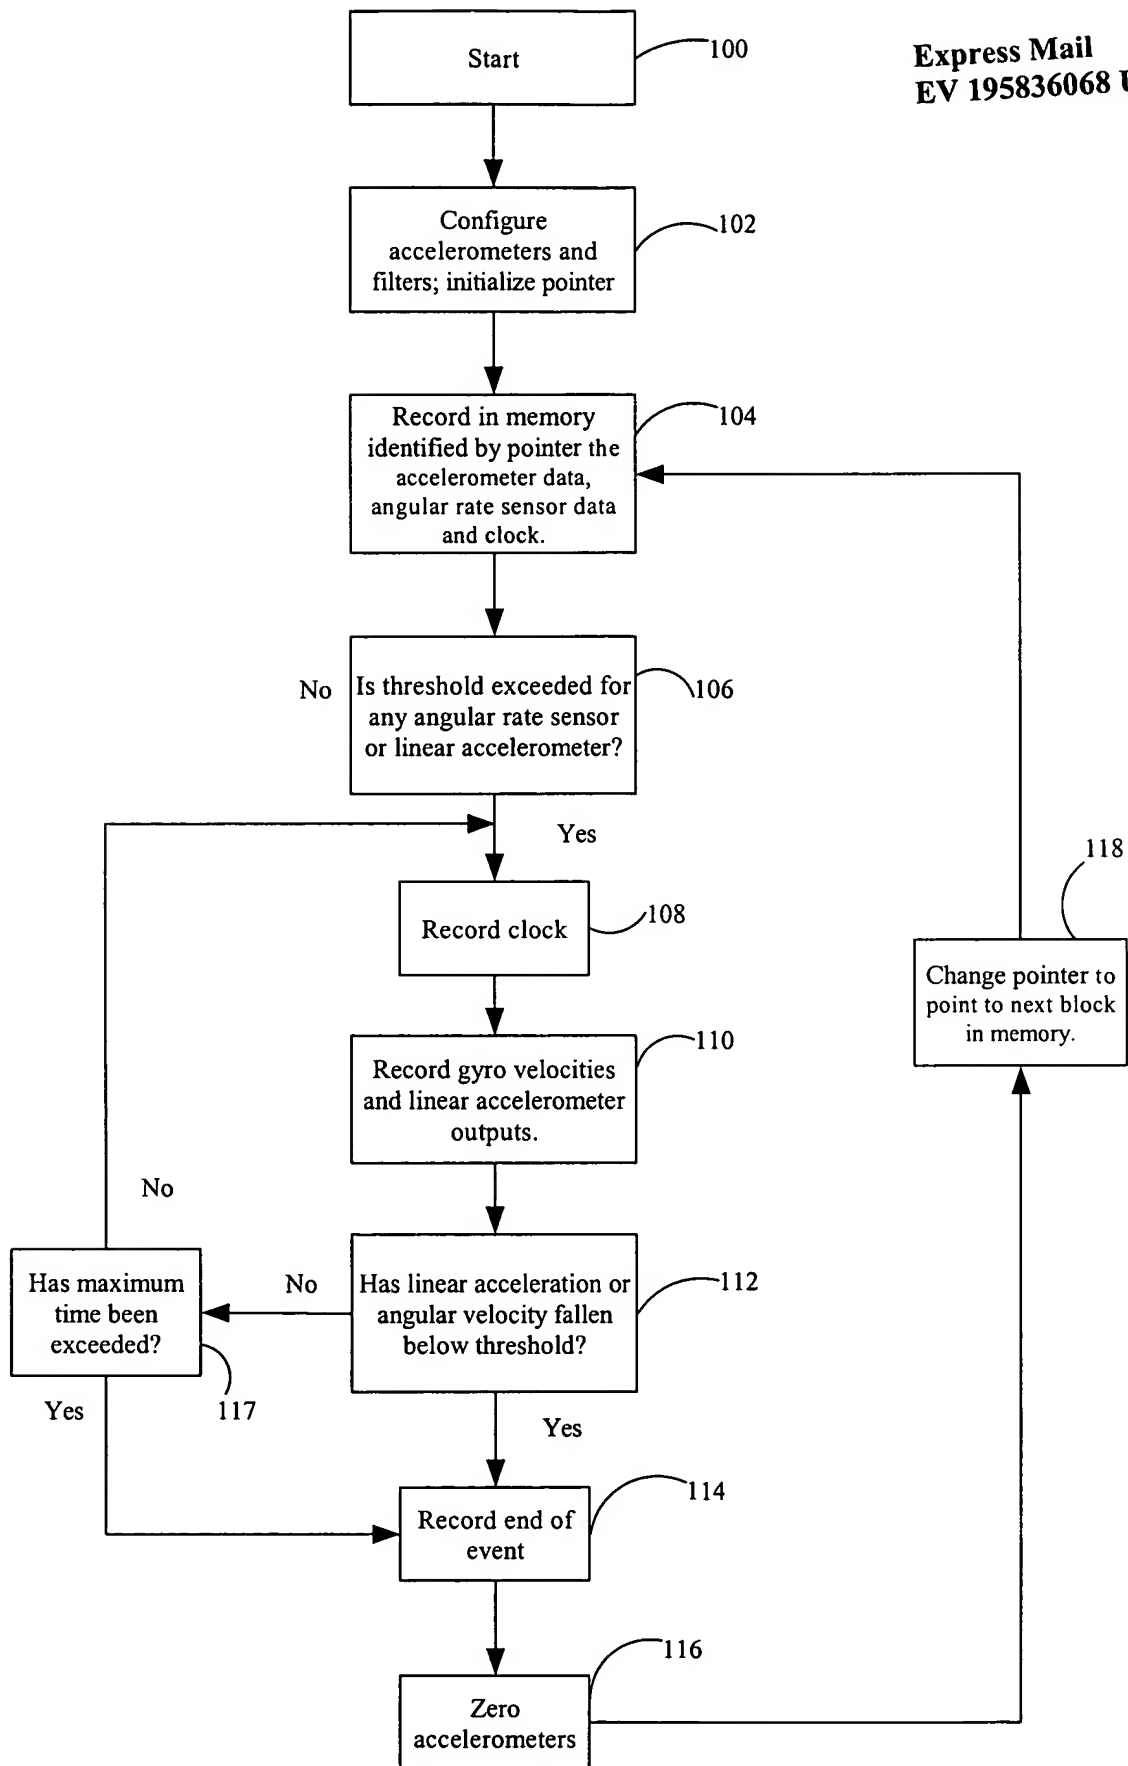 Express Mail
EV 195836068 U
Start
100
Configure
accelerometers and
filters; initialize pointer
102
Record in memory
identified by pointer the
accelerometer data,
angular rate sensor data
and clock.
104
No
Is threshold exceeded for
any angular rate sensor
or linear accelerometer?
106
Yes
Record clock
108
118
Change pointer to
point to next block
in memory.
Record gyro velocities
and linear accelerometer
outputs.
110
No
Has maximum
time been
exceeded?
117
No
Has linear acceleration or
angular velocity fallen
below threshold?
112
Yes
Yes
Record end of
event
114
Zero
accelerometers
116